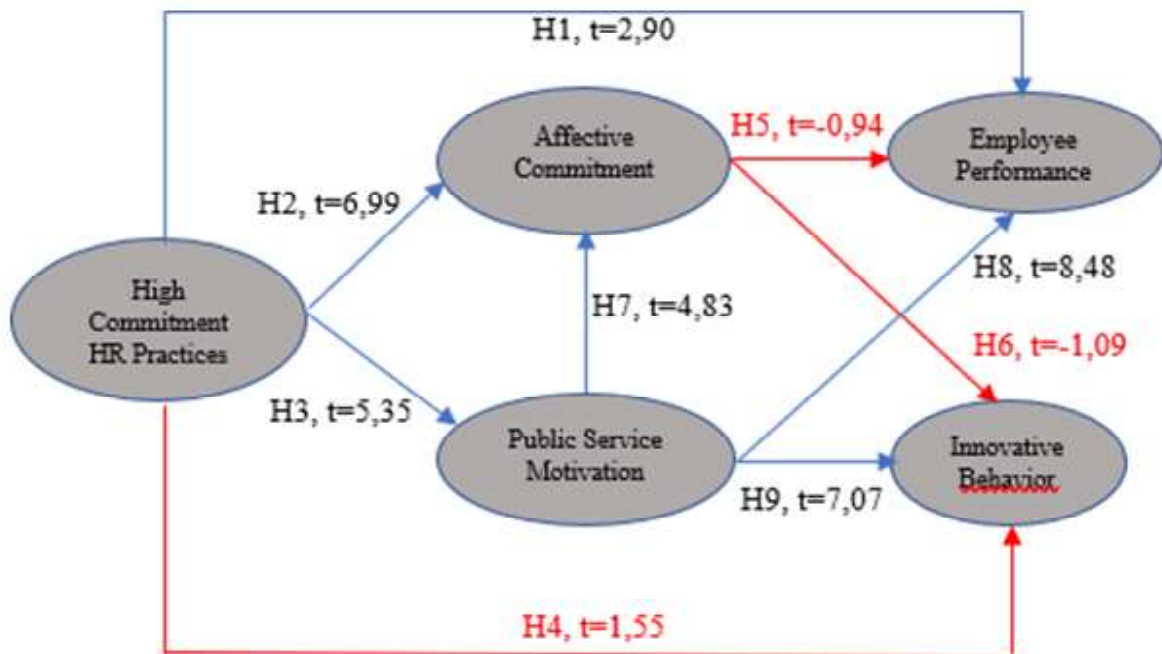 H1, t=2,90
Affective
Commitment
H5, t=-0,94
Employee
Performance
H2, t=6,99
High
Commitment
HR Practices
H7, t=4,83
H8, t=8,48
H6, t=-1,09
H3, t=5,35
Public Service
Motivation
Innovative
Behavior
H9, t=7,07
H4, t=1,55